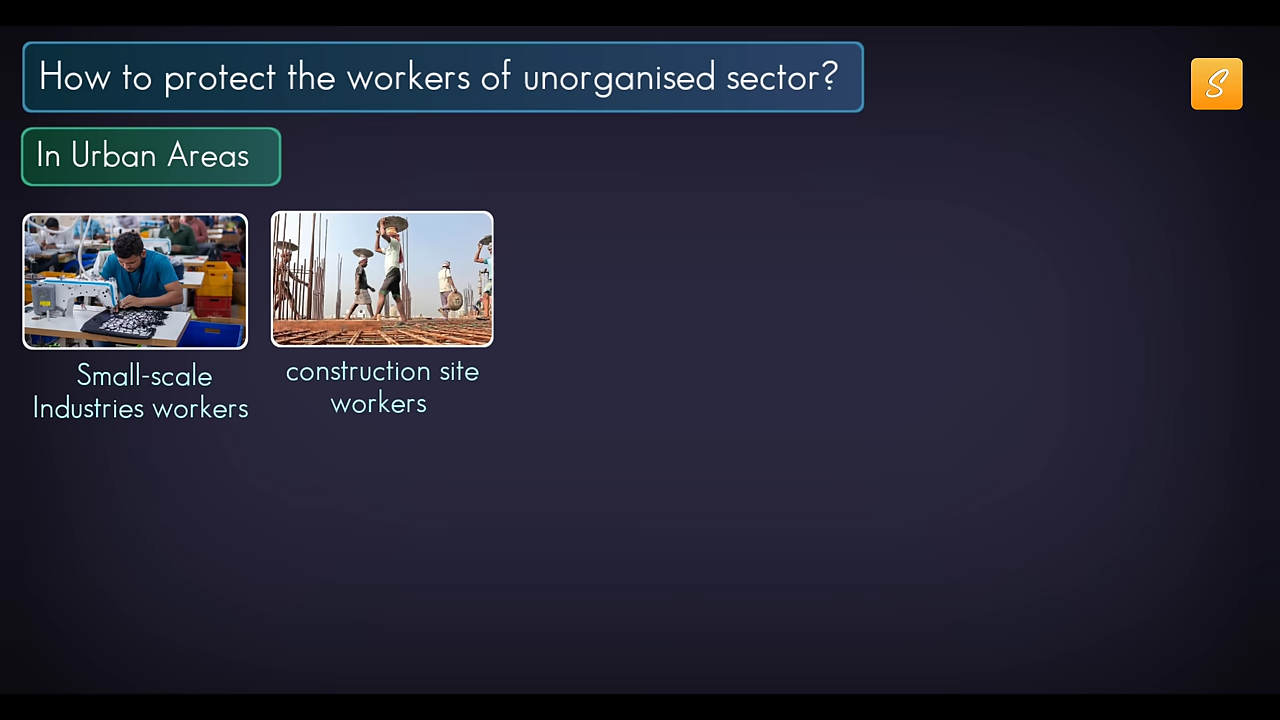 How to protect the workers of unorganised sector?
S
In Urban Areas
Small-scale
Industries workers
construction site
workers